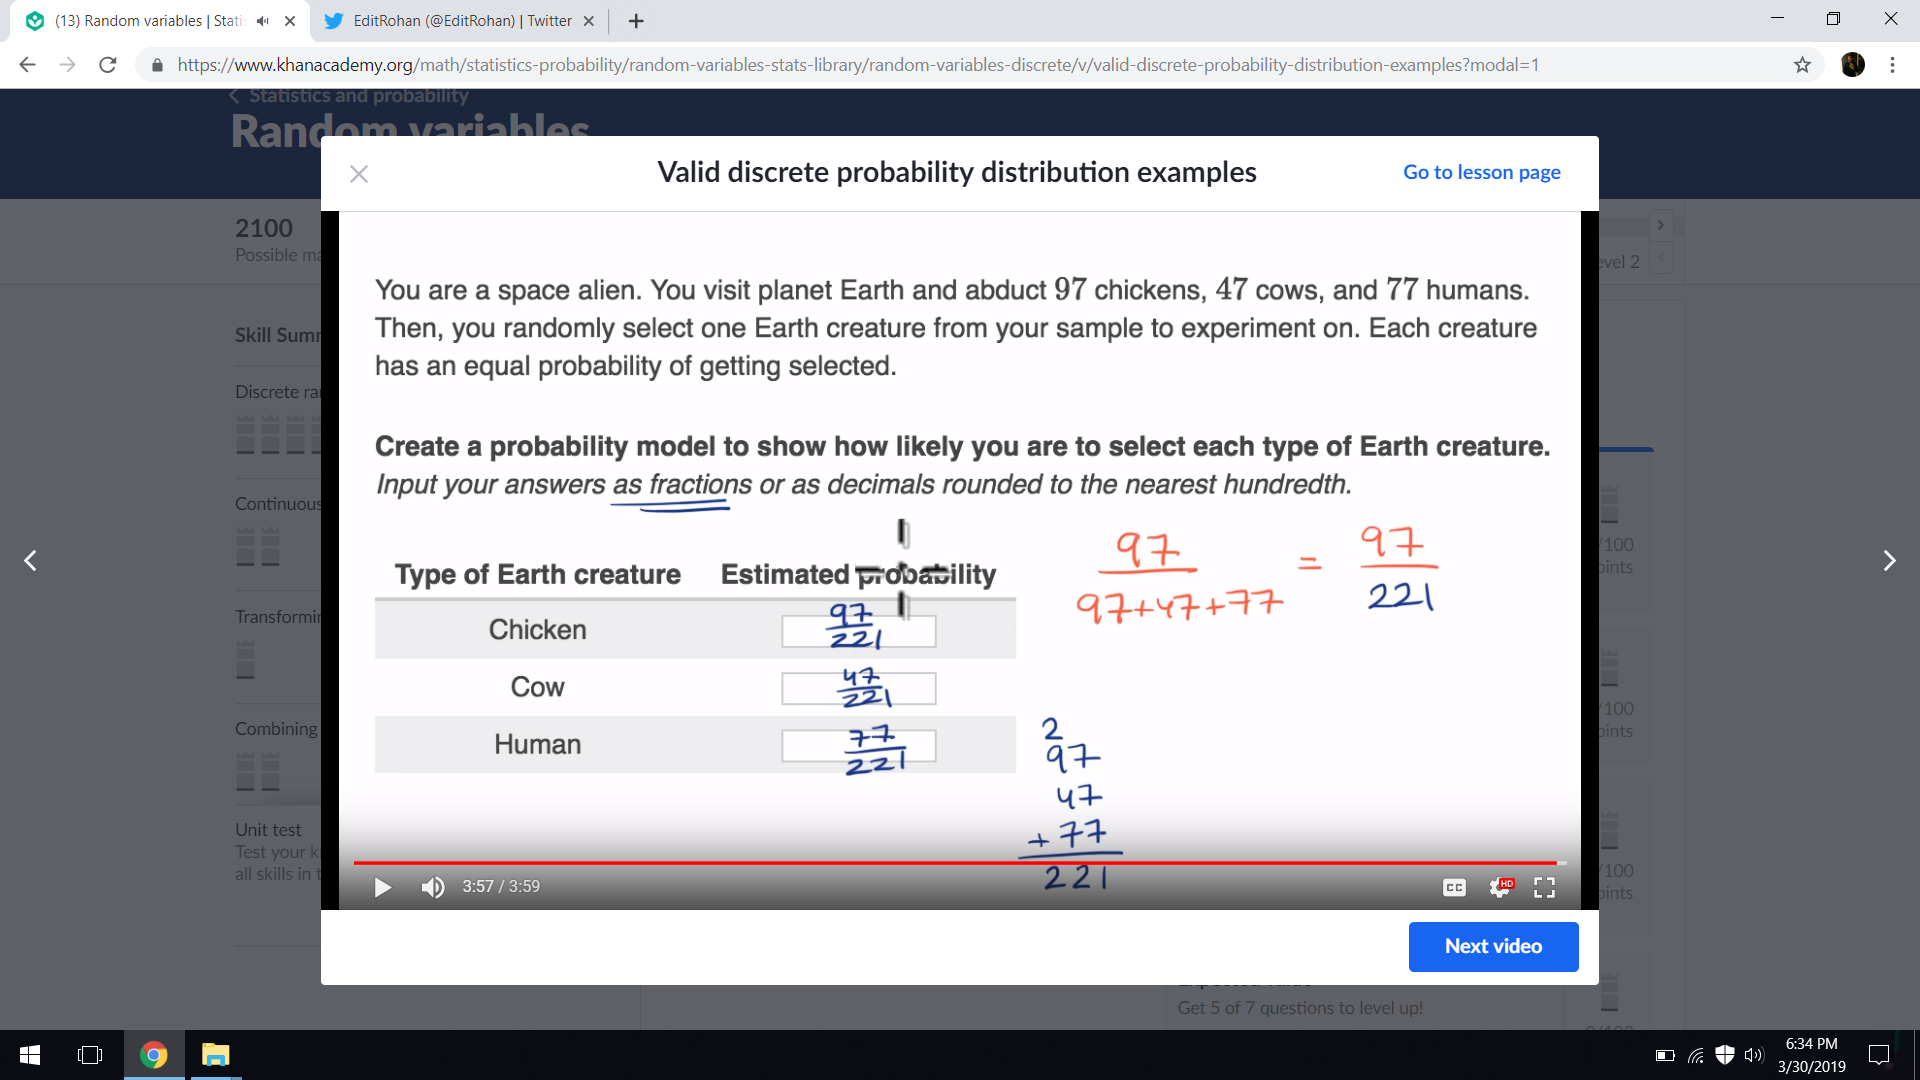 (13) Random variables | Stati
EditRohan (@EditRohan) | Twitter
https://www.khanacademy.org/math/statistics-probability/random-variables-stats-library/random-variables-discrete/v/valid-discrete-probability-distribution-examples?modal=1
Statistics and probability
Random variables
Valid discrete probability distribution examples
Go to lesson page
2100
Possible ma
evel 2
Skill Summ
Discrete ra
Continuous
Transformin
Combining
Unit test
Test your k
all skills in t
You are a space alien. You visit planet Earth and abduct 97 chickens, 47 cows, and 77 humans.
Then, you randomly select one Earth creature from your sample to experiment on. Each creature
has an equal probability of getting selected.
Create a probability model to show how likely you are to select each type of Earth creature.
Input your answers as fractions or as decimals rounded to the nearest hundredth.
Type of Earth creature Estimated probability
Chicken 97/221
Cow 47/221
Human 77/221
97/97+47+77 = 97/221
2
97
47
+ 77
221
3:57 / 3:59
CC
HD
/100
oints
/100
oints
/100
oints
Next video
Get 5 of 7 questions to level up!
6:34 PM
3/30/2019